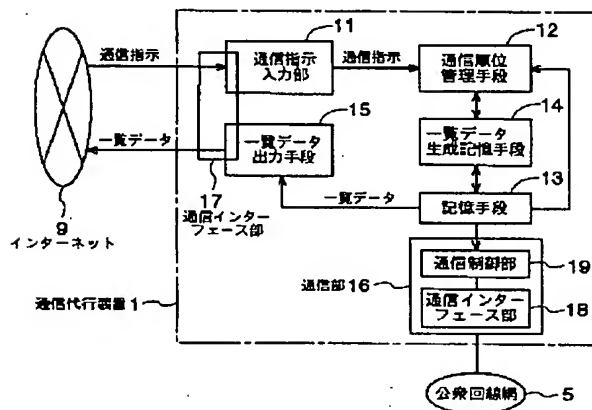 11
12
通信指示
通信指示
入力部
通信指示
通信順位
管理手段
15
14
一覧データ
一覧データ
出力手段
一覧データ
生成記憶手段
13
9
インターネット
17
通信インター
フェース部
一覧データ
記憶手段
通信制御部
19
通信部16
通信インター
フェース部
18
通信代行装置1
公衆回線網
5